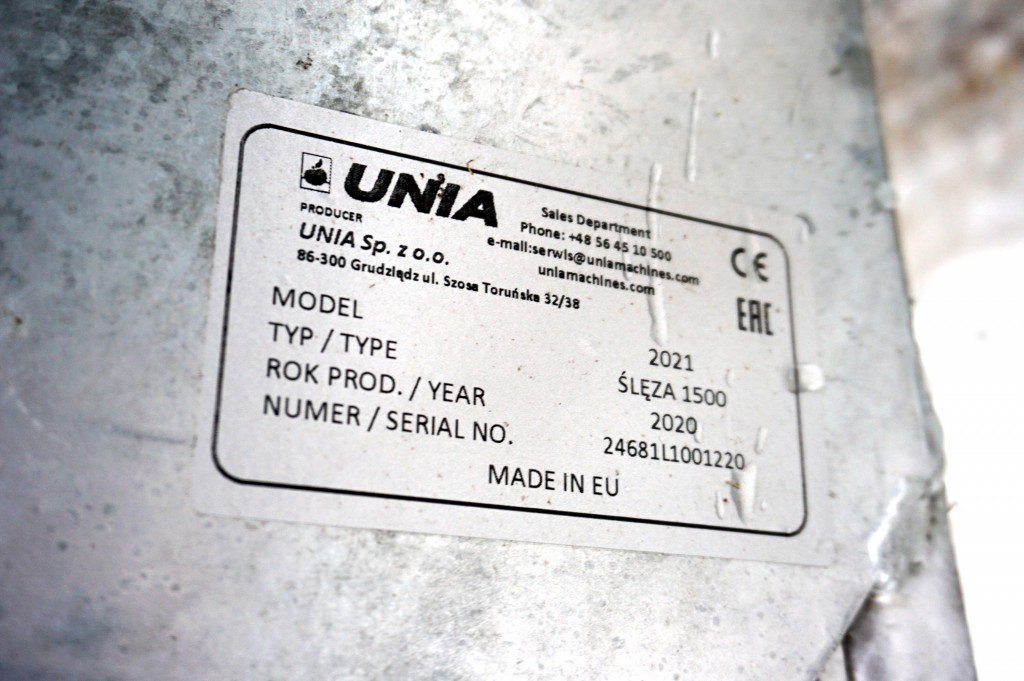 UNIA
PRODUCER
UNIA Sp. z o.o.
86-300 Grudziądz ul. Szosa Toruńska 32/38
Sales Department
Phone: +48 56 45 10 500
e-mail:serwis@uniamachines.com
uniamachines.com
CE
EAC
MODEL 2021
TYP / TYPE ŚLĘZA 1500
ROK PROD. / YEAR 2020
NUMER / SERIAL NO. 24681L1001220
MADE IN EU